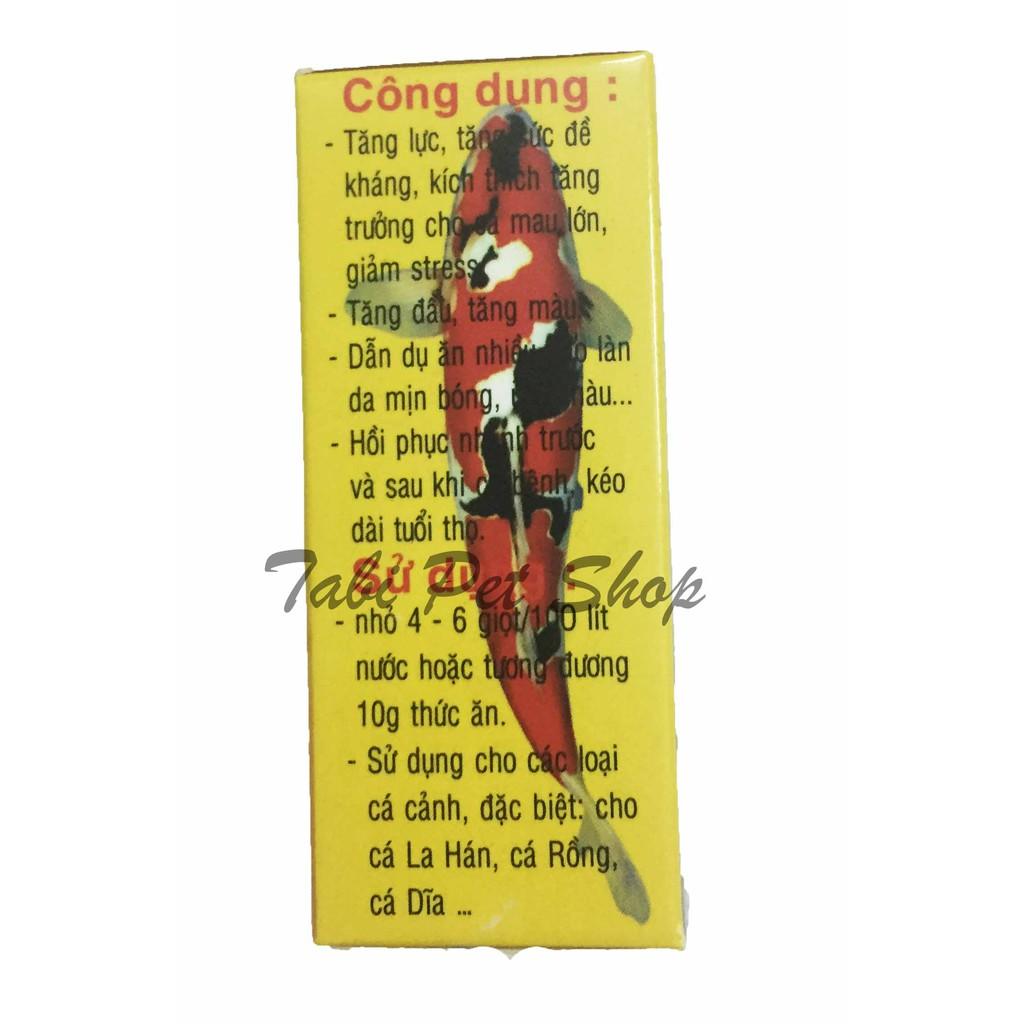 Công dụng :
- Tăng lực, tăng sức đề
kháng, kích thích tăng
trưởng cho cá mau lớn,
giảm stress
- Tăng đầu, tăng màu.
- Dẫn dụ ăn nhiều, làn
da mịn bóng, màu...
- Hồi phục nhanh trước
và sau khi bệnh, kéo
dài tuổi thọ.
Sử dụng :
Tabi Pet Shop
- nhỏ 4 - 6 giọt/100 lít
nước hoặc tương đương
10g thức ăn.
- Sử dụng cho các loại
cá cảnh, đặc biệt: cho
cá La Hán, cá Rồng,
cá Dĩa ...